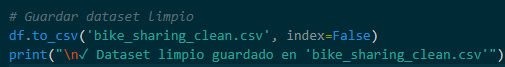 # Guardar dataset limpio
df.to_csv('bike_sharing_clean.csv', index=False)
print("\n✓ Dataset limpio guardado en 'bike_sharing_clean.csv'")